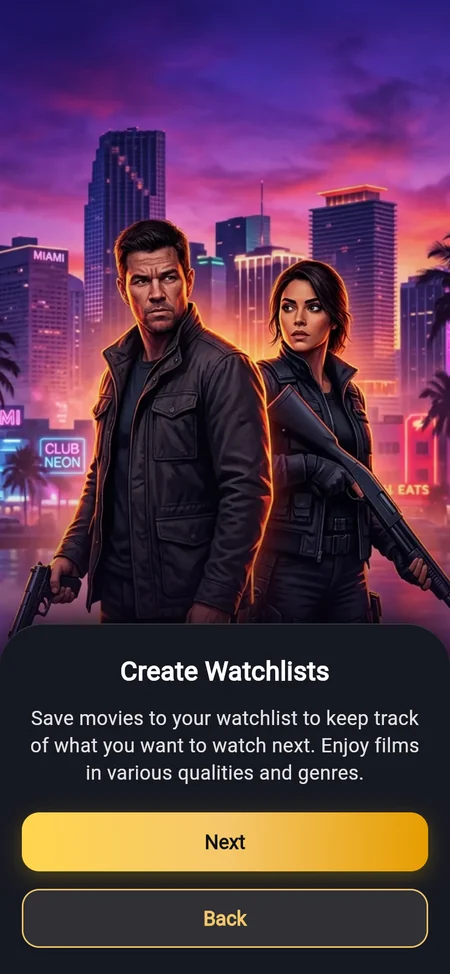 MIAMI
MI
CLUB
NEON
EATS
Create Watchlists
Save movies to your watchlist to keep track
of what you want to watch next. Enjoy films
in various qualities and genres.
Next
Back